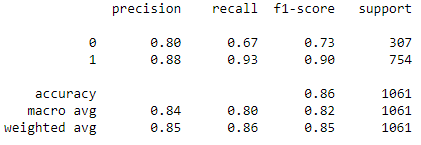 precision recall f1-score support
0 0.80 0.67 0.73 307
1 0.88 0.93 0.90 754
accuracy 0.86 1061
macro avg 0.84 0.80 0.82 1061
weighted avg 0.85 0.86 0.85 1061